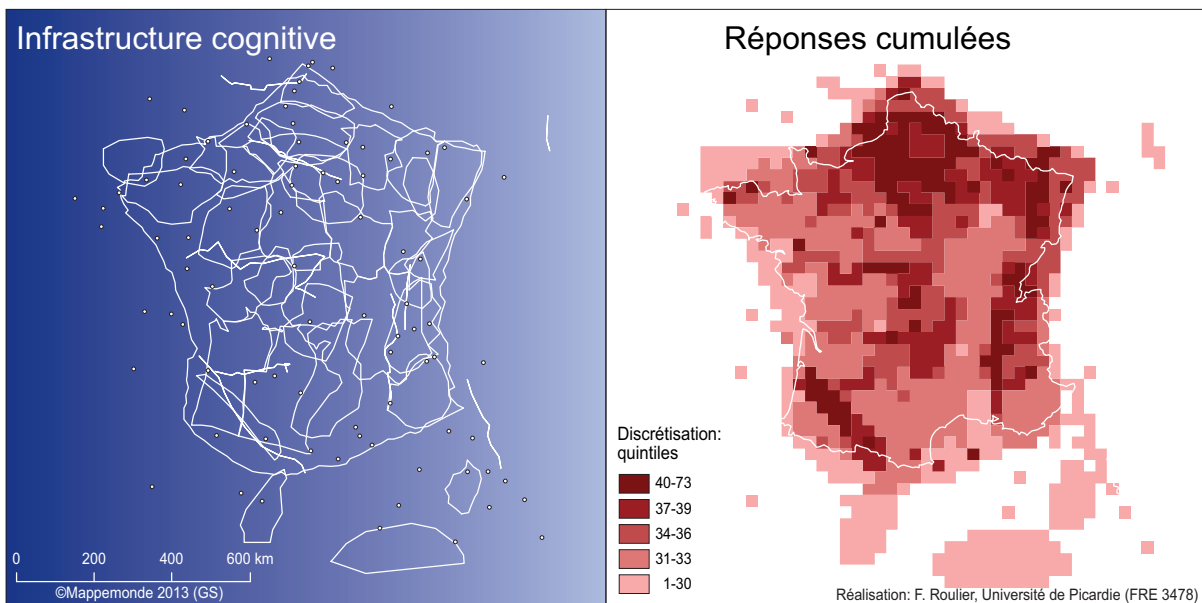 Infrastructure cognitive
0 200 400 600 km
©Mappemonde 2013 (GS)
Réponses cumulées
Discrétisation:
quintiles
40-73
37-39
34-36
31-33
1-30
Réalisation: F. Roulier, Université de Picardie (FRE 3478)